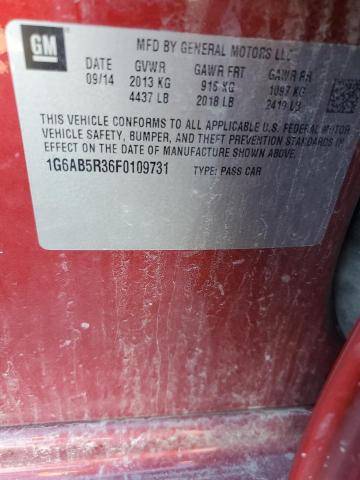 GM
MFD BY GENERAL MOTORS LLC
DATE GVWR GAWR FRT GAWR RR
09/14 2013 KG 916 KG 1097 KG
4437 LB 2018 LB 2419 LB
THIS VEHICLE CONFORMS TO ALL APPLICABLE U.S. FEDERAL MOTOR
VEHICLE SAFETY, BUMPER, AND THEFT PREVENTION STANDARDS IN
EFFECT ON THE DATE OF MANUFACTURE SHOWN ABOVE.
1G6AB5R36F0109731 TYPE: PASS CAR